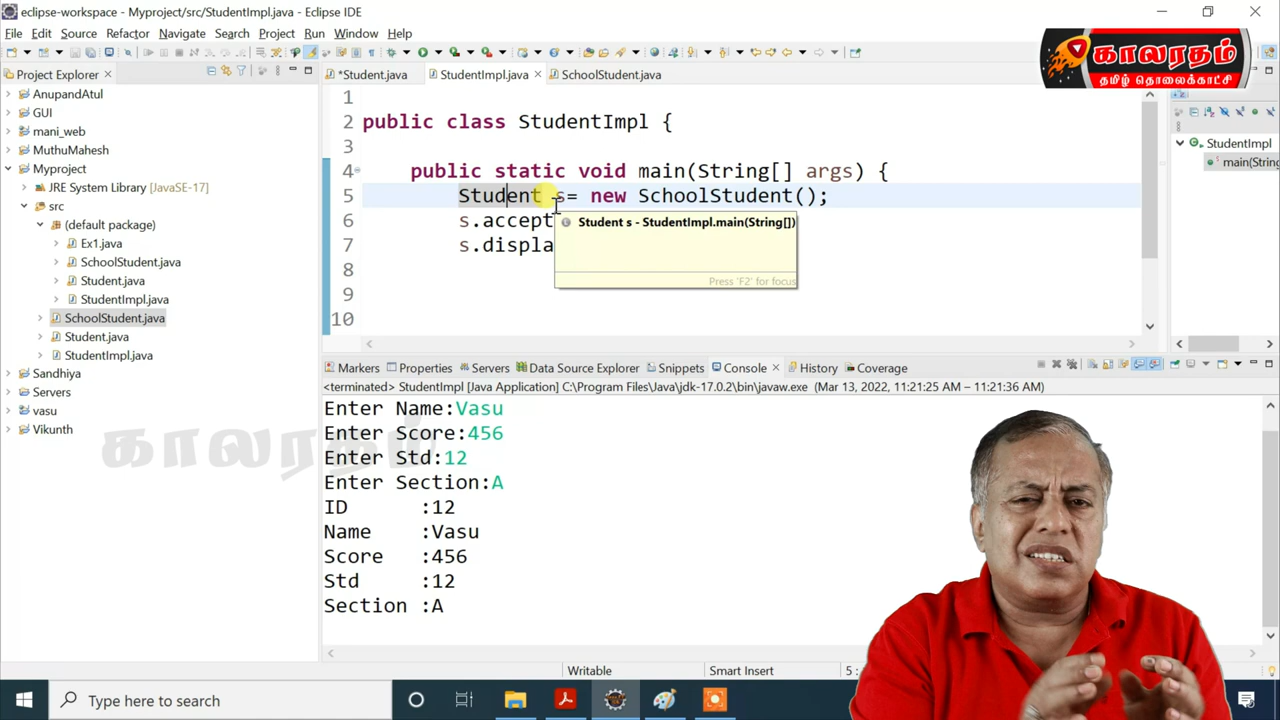 eclipse-workspace - Myproject/src/StudentImpl.java - Eclipse IDE
File Edit Source Refactor Navigate Search Project Run Window Help
காலரதம்
தமிழ் தொலைக்காட்சி
Project Explorer
*Student.java
StudentImpl.java
SchoolStudent.java
AnupandAtul
GUI
mani_web
MuthuMahesh
Myproject
JRE System Library [JavaSE-17]
src
(default package)
Ex1.java
SchoolStudent.java
Student.java
StudentImpl.java
SchoolStudent.java
Student.java
StudentImpl.java
Sandhiya
Servers
vasu
Vikunth
1
2 public class StudentImpl {
3
4 public static void main(String[] args) {
5 Student s= new SchoolStudent();
6 s.accept
7 s.displa
8
9
10
Student s - StudentImpl.main(String[])
Press 'F2' for focus
StudentImpl
main(String
Markers Properties Servers Data Source Explorer Snippets Console History Coverage
<terminated> StudentImpl [Java Application] C:\Program Files\Java\jdk-17.0.2\bin\javaw.exe (Mar 13, 2022, 11:21:25 AM – 11:21:36 AM)
Enter Name:Vasu
Enter Score:456
Enter Std:12
Enter Section:A
ID :12
Name :Vasu
Score :456
Std :12
Section :A
காலரதம்
Writable
Smart Insert
5 :
Type here to search